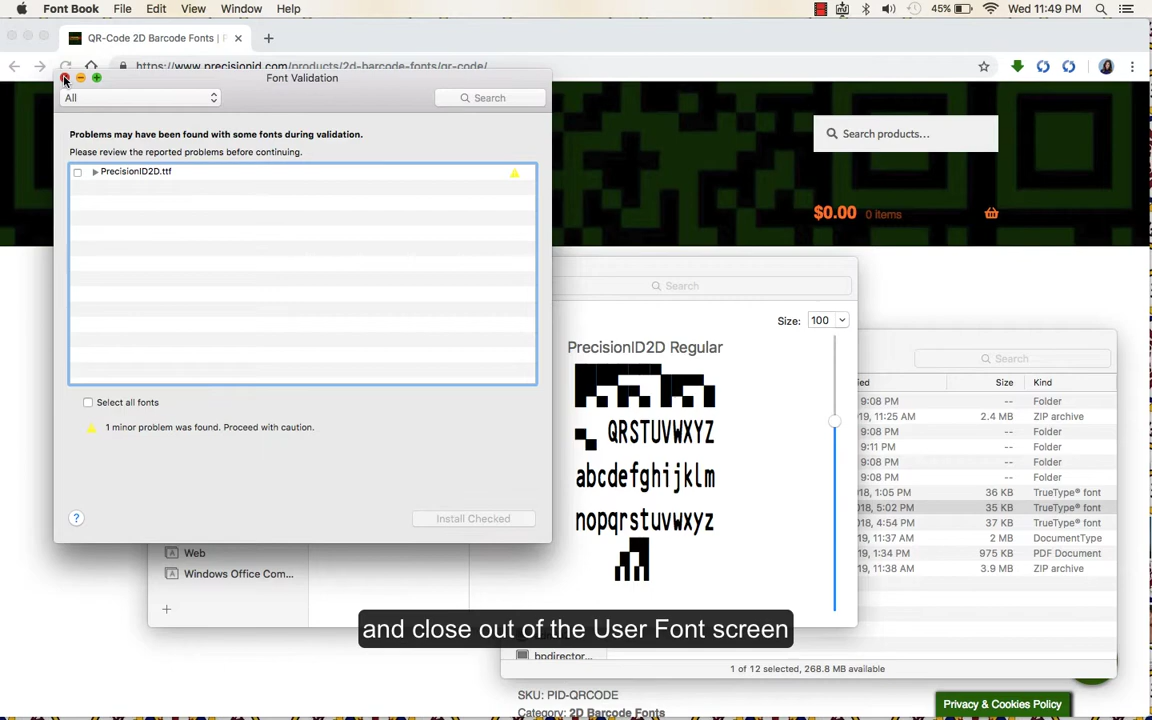 Font Book File Edit View Window Help 45% Wed 11:49 PM
QR-Code 2D Barcode Fonts |
https://www.precisionid.com/products/2d-barcode-fonts/qr-code/
Font Validation
All
Search
Problems may have been found with some fonts during validation.
Please review the reported problems before continuing.
PrecisionID2D.ttf
Select all fonts
1 minor problem was found. Proceed with caution.
?
Install Checked
Search products...
$0.00 0 items
Search
Size: 100
PrecisionID2D Regular
QRSTUVWXYZ
abcdefghijklm
nopqrstuvwxyz
Web
Windows Office Com...
+
Search
Size Kind
9:08 PM -- Folder
19, 11:25 AM 2.4 MB ZIP archive
9:08 PM -- Folder
9:11 PM -- Folder
9:08 PM -- Folder
9:08 PM -- Folder
018, 1:05 PM 36 KB TrueType® font
018, 5:02 PM 35 KB TrueType® font
018, 4:54 PM 37 KB TrueType® font
19, 11:37 AM 2 MB DocumentType
19, 1:34 PM 975 KB PDF Document
19, 11:38 AM 3.9 MB ZIP archive
and close out of the User Font screen
bodirector...
1 of 12 selected, 268.8 MB available
SKU: PID-QRCODE
Category: 2D Barcode Fonts
Privacy & Cookies Policy